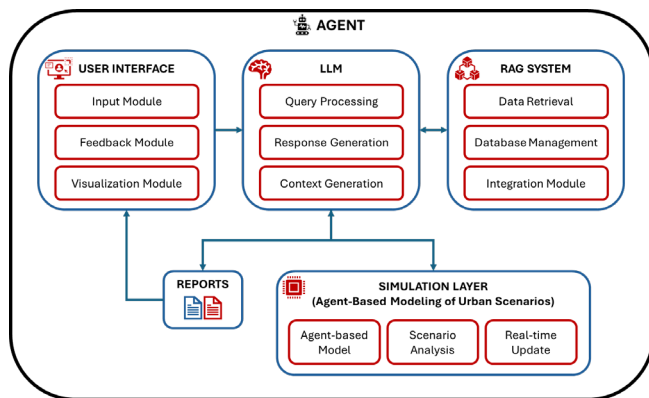 AGENT
USER INTERFACE
Input Module
Feedback Module
Visualization Module
LLM
Query Processing
Response Generation
Context Generation
RAG SYSTEM
Data Retrieval
Database Management
Integration Module
REPORTS
SIMULATION LAYER
(Agent-Based Modeling of Urban Scenarios)
Agent-based
Model
Scenario
Analysis
Real-time
Update